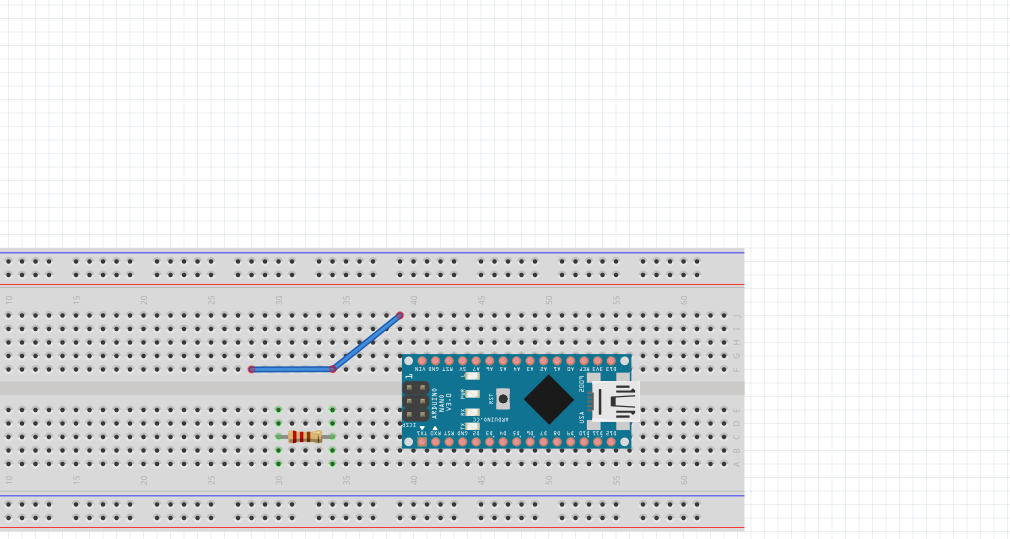 10 15 20 25 30 35 40 45 50 55 60
J
I
H
G
F
VIN GND RST 5V A7 A6 A5 A4 A3 A2 A1 A0 REF 3V3 D13
1
ICSP
ARDUINO
NANO
V3.0
RX
RST
ARDUINO.CC
2009
USA
TX1 RX0 RST GND D2 D3 D4 D5 D6 D7 D8 D9 D10 D11 D12
E
D
C
B
A
10 15 20 25 30 35 40 45 50 55 60